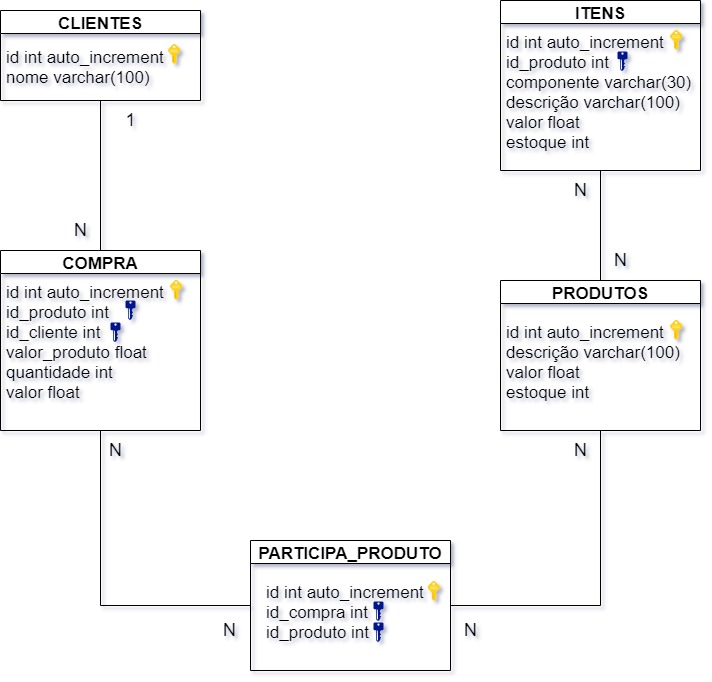 CLIENTES
id int auto_increment
nome varchar(100)
1
N
COMPRA
id int auto_increment
id_produto int
id_cliente int
valor_produto float
quantidade int
valor float
N
ITENS
id int auto_increment
id_produto int
componente varchar(30)
descrição varchar(100)
valor float
estoque int
N
N
PRODUTOS
id int auto_increment
descrição varchar(100)
valor float
estoque int
N
PARTICIPA_PRODUTO
id int auto_increment
id_compra int
id_produto int
N
N